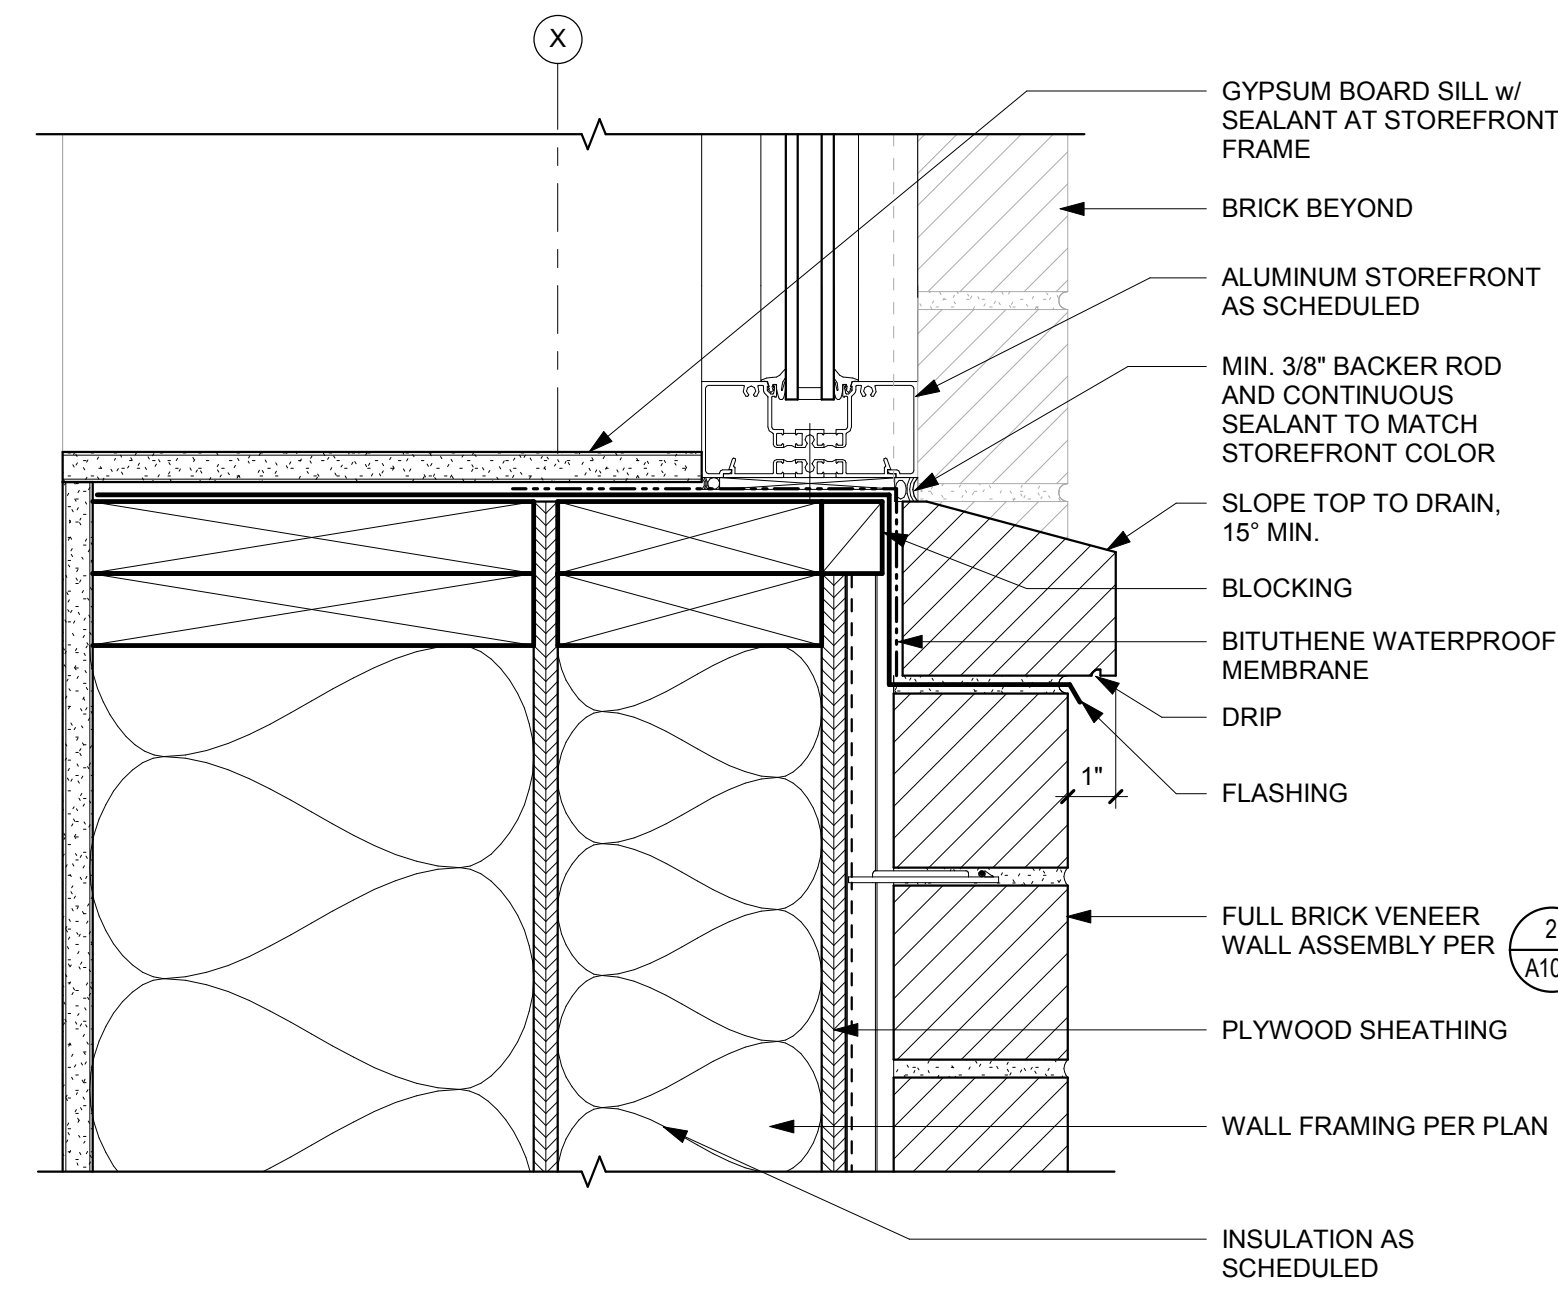 X
GYPSUM BOARD SILL w/
SEALANT AT STOREFRONT
FRAME
BRICK BEYOND
ALUMINUM STOREFRONT
AS SCHEDULED
MIN. 3/8" BACKER ROD
AND CONTINUOUS
SEALANT TO MATCH
STOREFRONT COLOR
SLOPE TOP TO DRAIN,
15° MIN.
BLOCKING
BITUTHENE WATERPROOF
MEMBRANE
DRIP
1"
FLASHING
FULL BRICK VENEER
WALL ASSEMBLY PER
2
PLYWOOD SHEATHING
WALL FRAMING PER PLAN
INSULATION AS
SCHEDULED